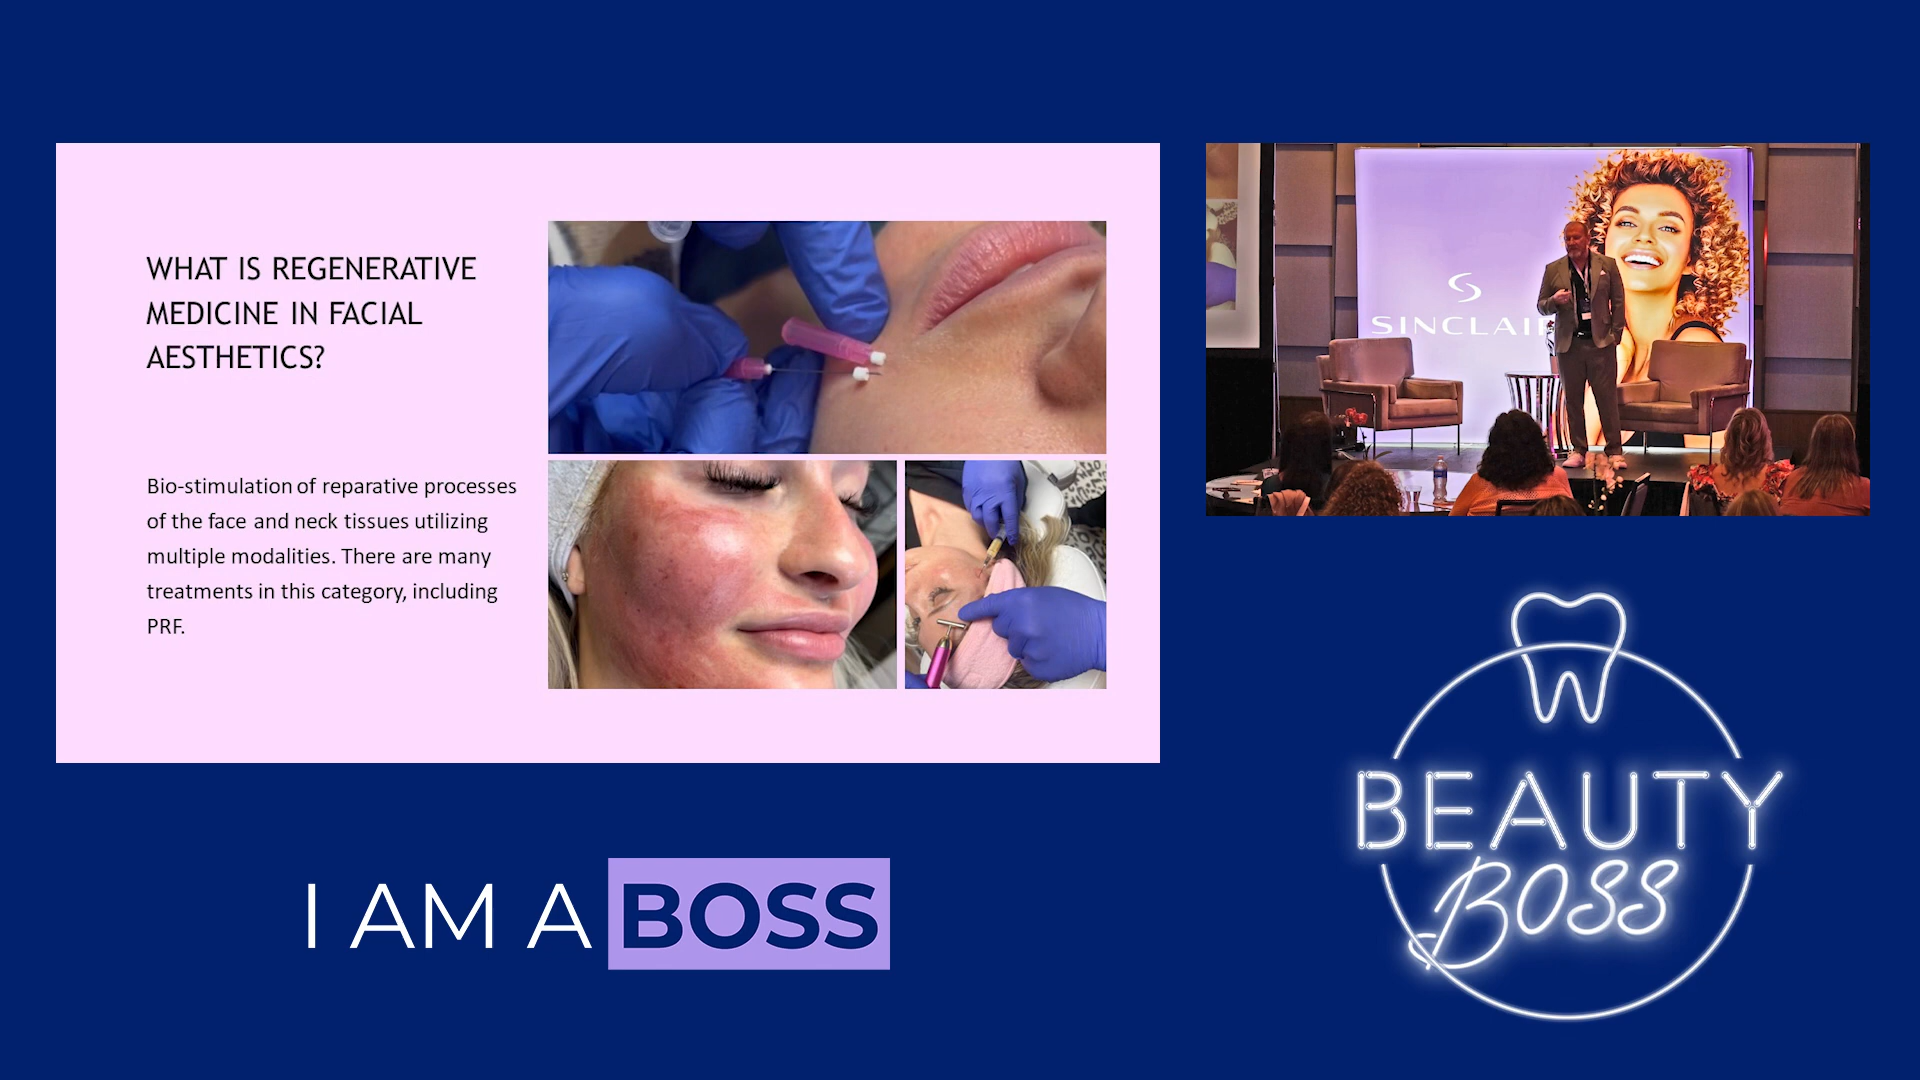 WHAT IS REGENERATIVE
MEDICINE IN FACIAL
AESTHETICS?
Bio-stimulation of reparative processes
of the face and neck tissues utilizing
multiple modalities. There are many
treatments in this category, including
PRF.
SINCLAIR
I AM A BOSS
BEAUTY
BOSS